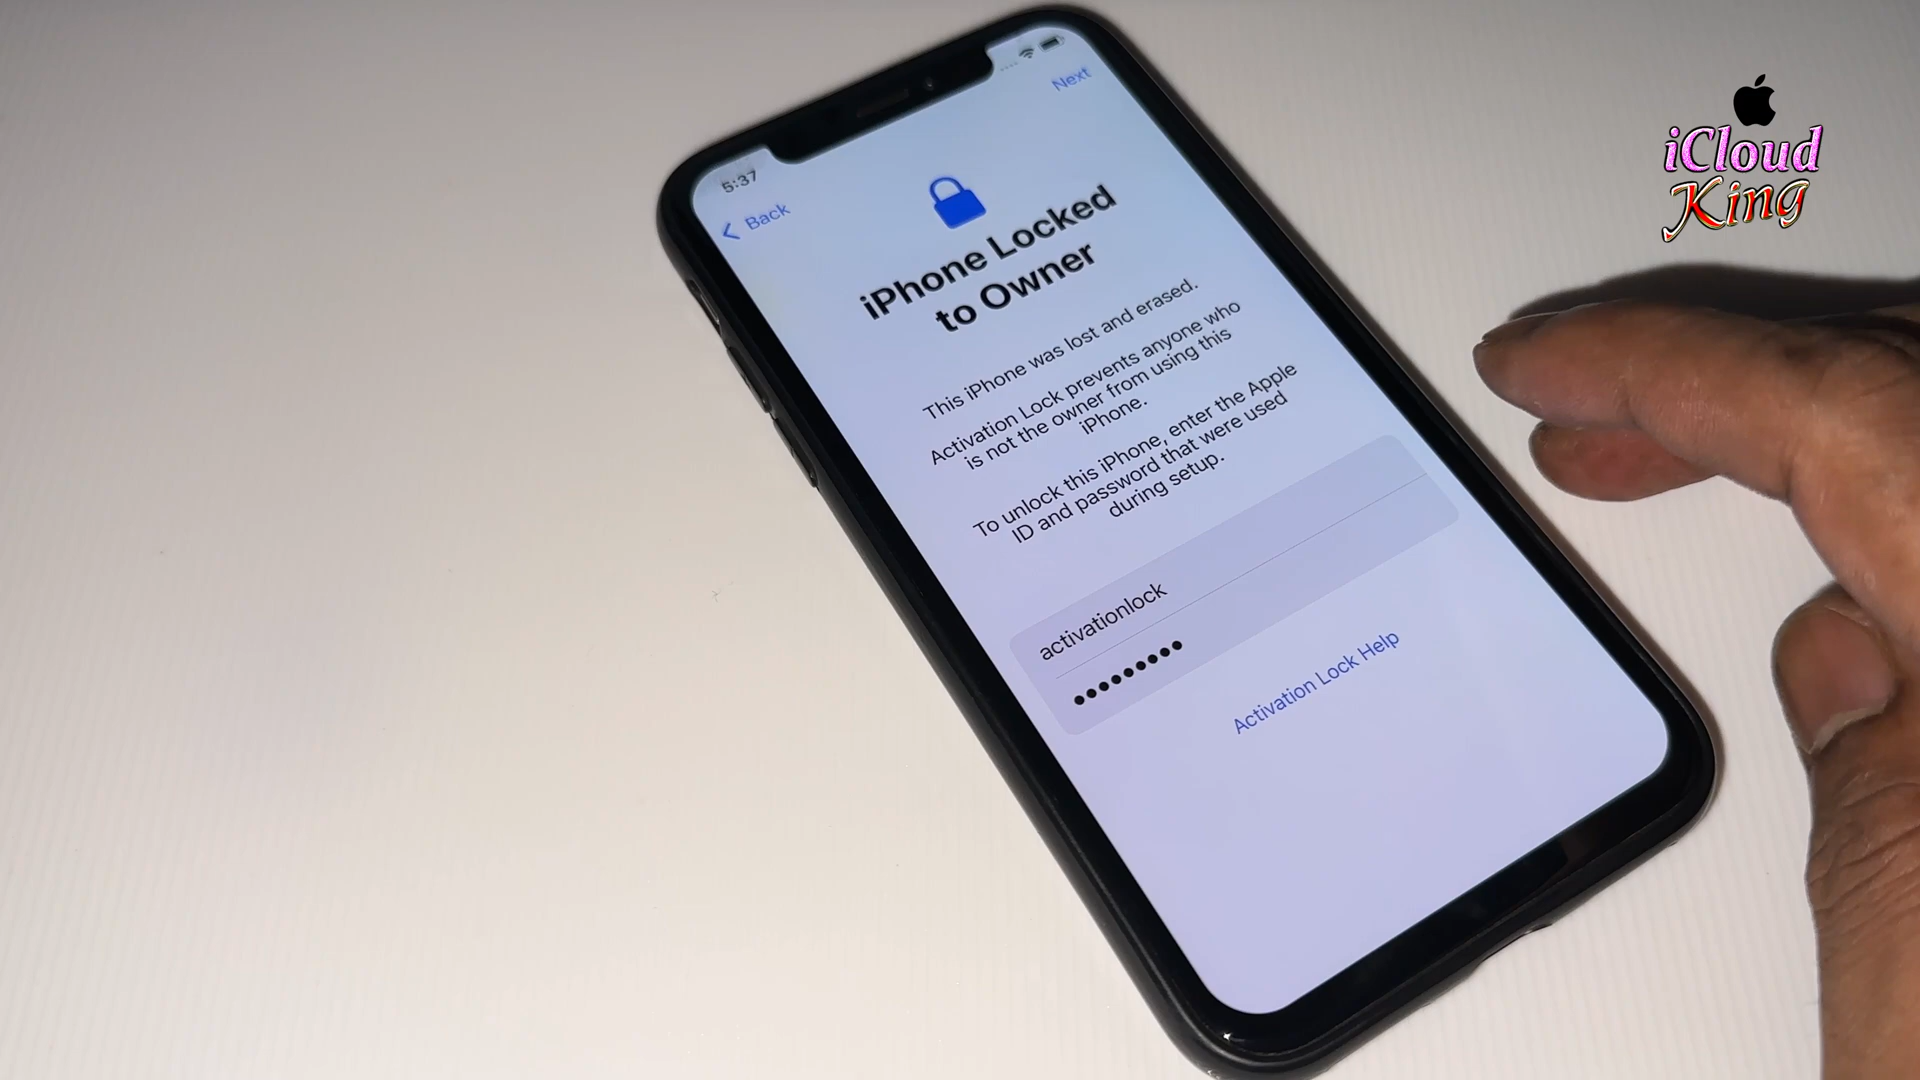 5:37
Next
Back
iPhone Locked
to Owner
This iPhone was lost and erased.
Activation Lock prevents anyone who
is not the owner from using this
iPhone.
To unlock this iPhone, enter the Apple
ID and password that were used
during setup.
activationlock
●●●●●●●●●
Activation Lock Help
iCloud
King